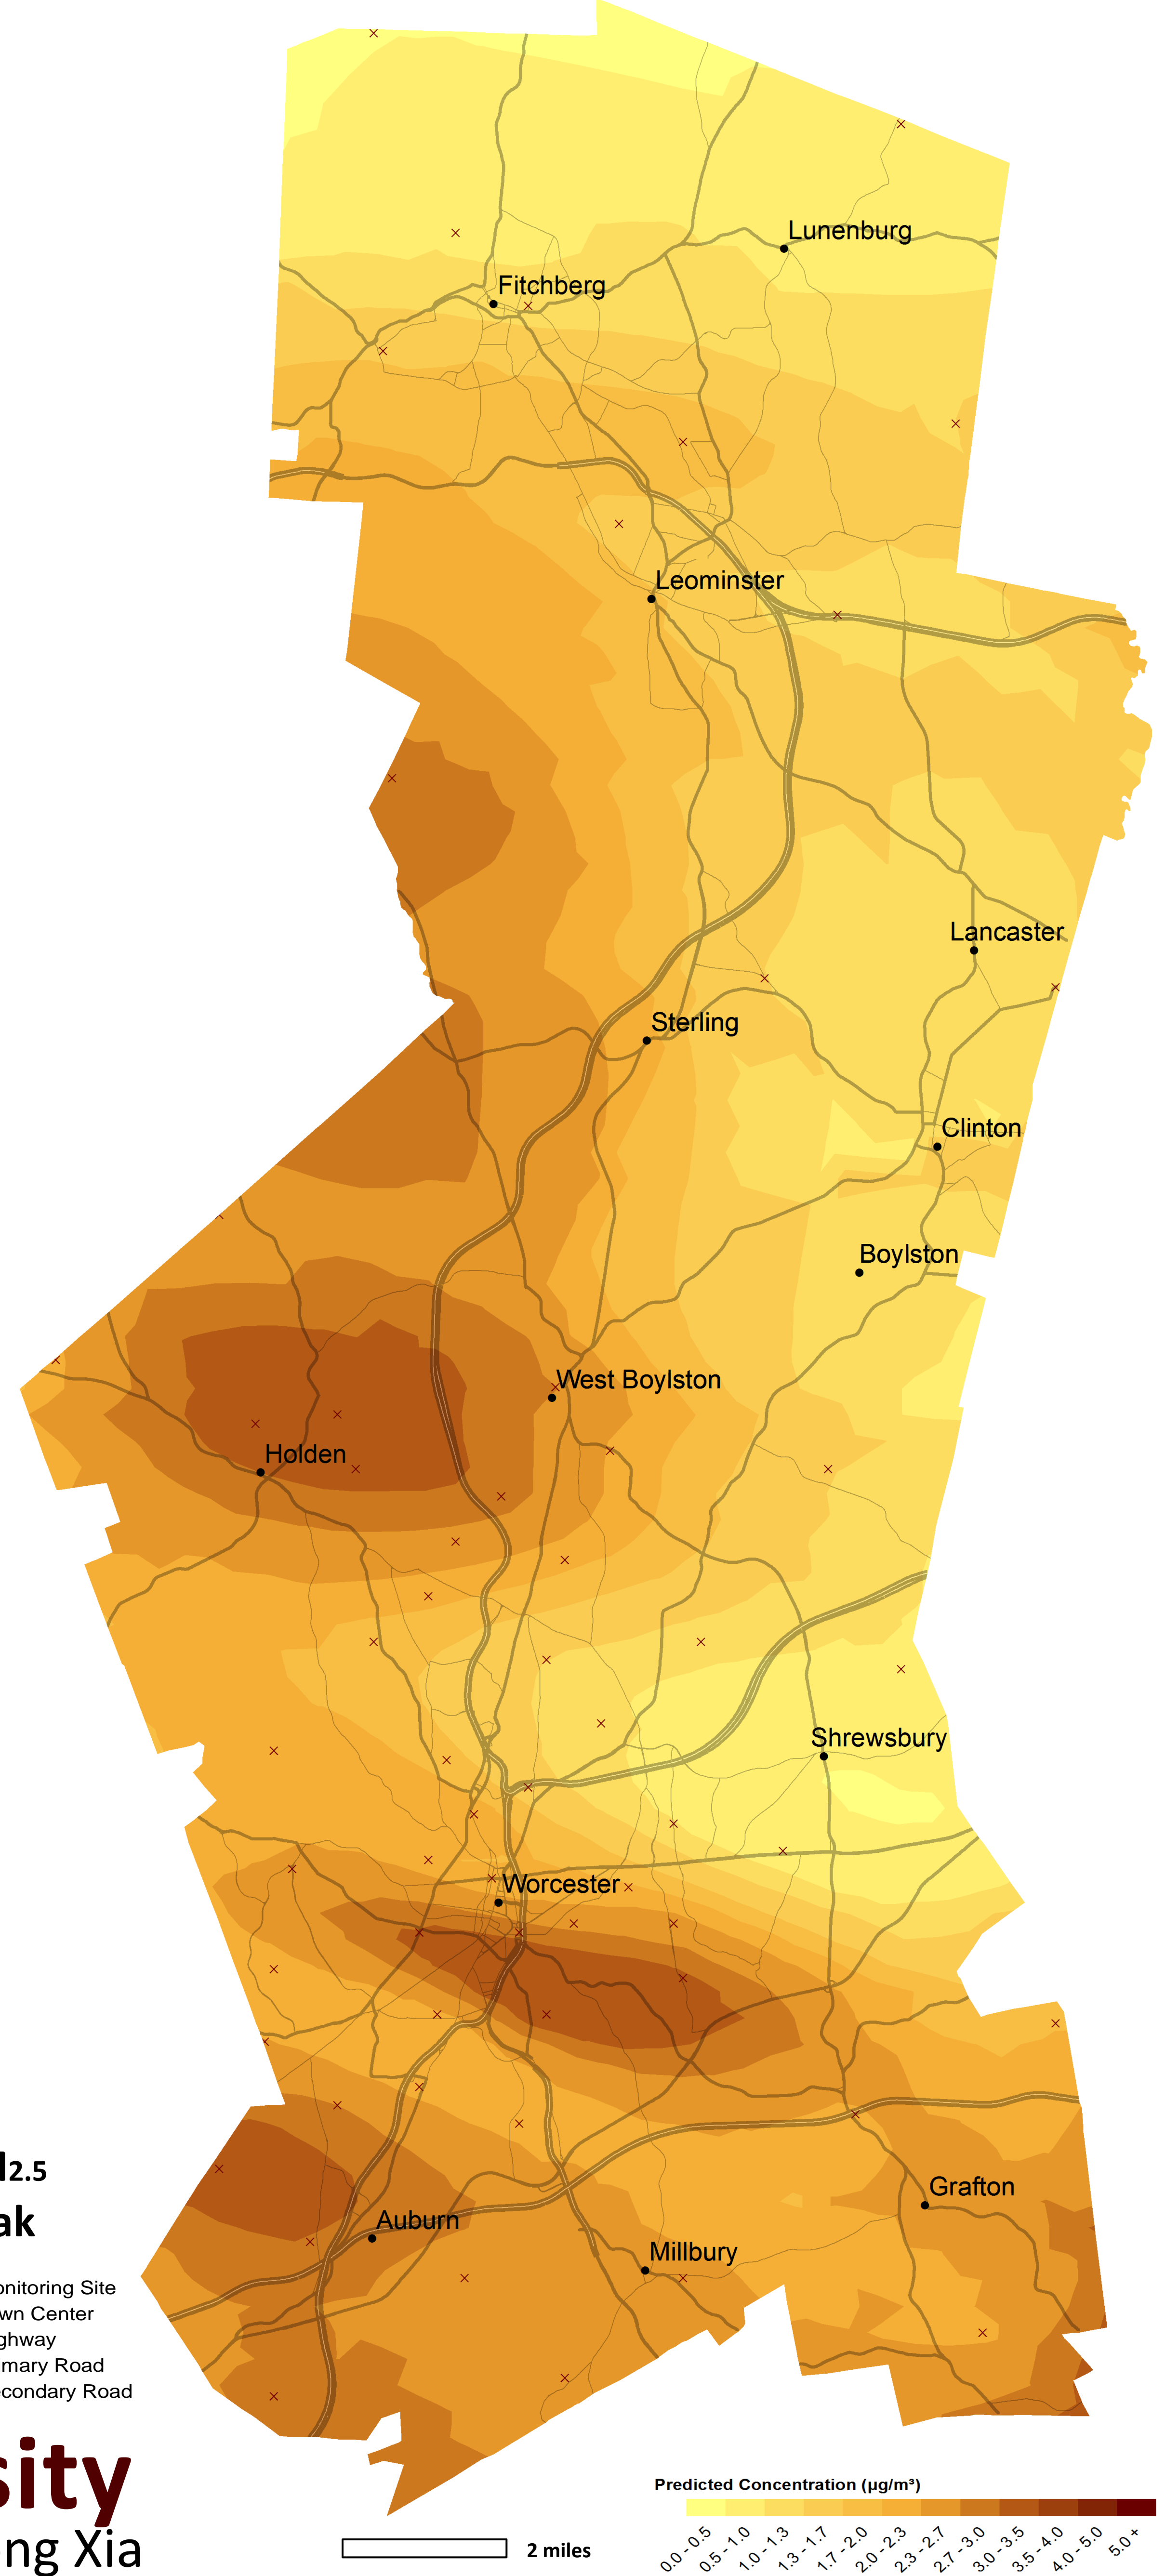 Lunenburg
Fitchberg
Leominster
Lancaster
Sterling
Clinton
Boylston
West Boylston
Holden
Shrewsbury
Worcester
2.5
ak
Grafton
Auburn
Millbury
onitoring Site
wn Center
ghway
mary Road
condary Road
sity
ng Xia
Predicted Concentration (µg/m³)
0.0 - 0.5
0.5 - 1.0
1.0 - 1.3
1.3 - 1.7
1.7 - 2.0
2.0 - 2.3
2.3 - 2.7
2.7 - 3.0
3.0 - 3.5
3.5 - 4.0
4.0 - 5.0
5.0 +
2 miles